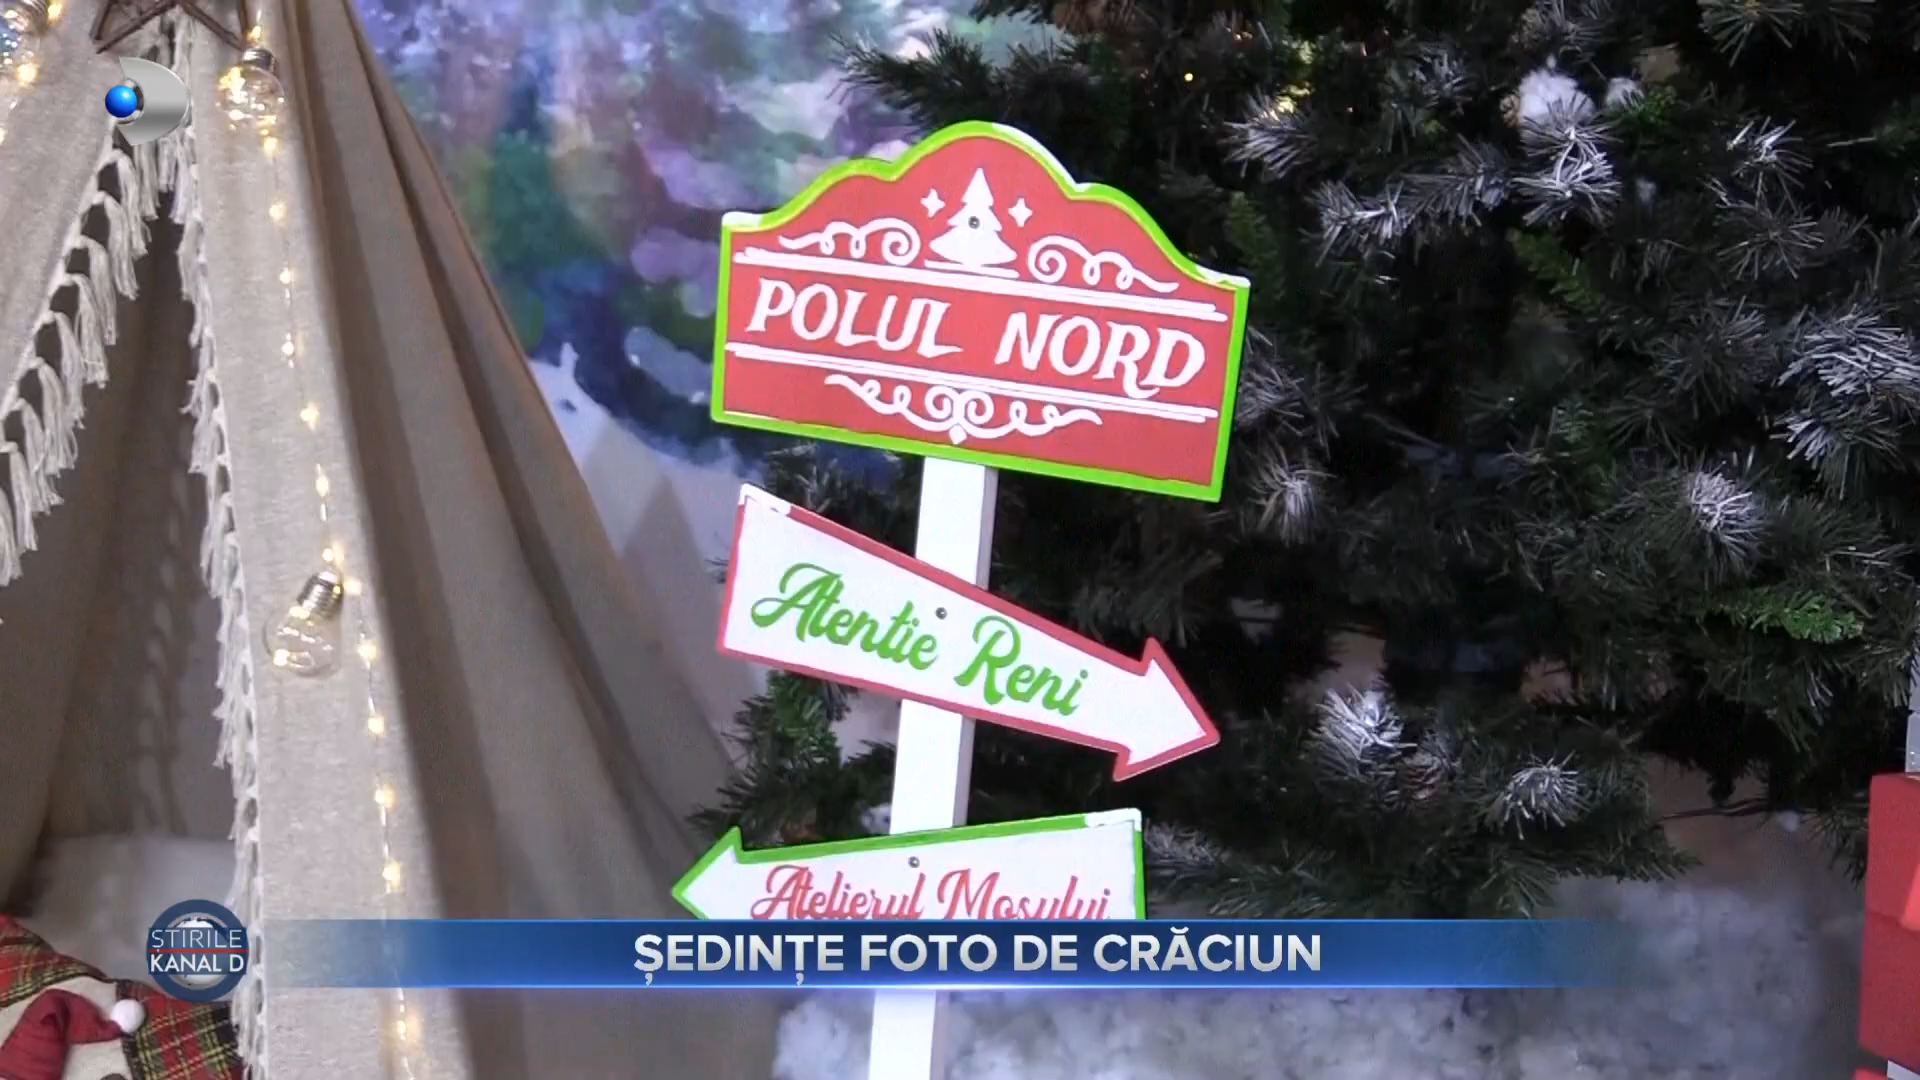 POLUL NORD
Atentie Reni
Atelierul Mosului
ȘTIRILE
KANAL D
ȘEDINȚE FOTO DE CRĂCIUN